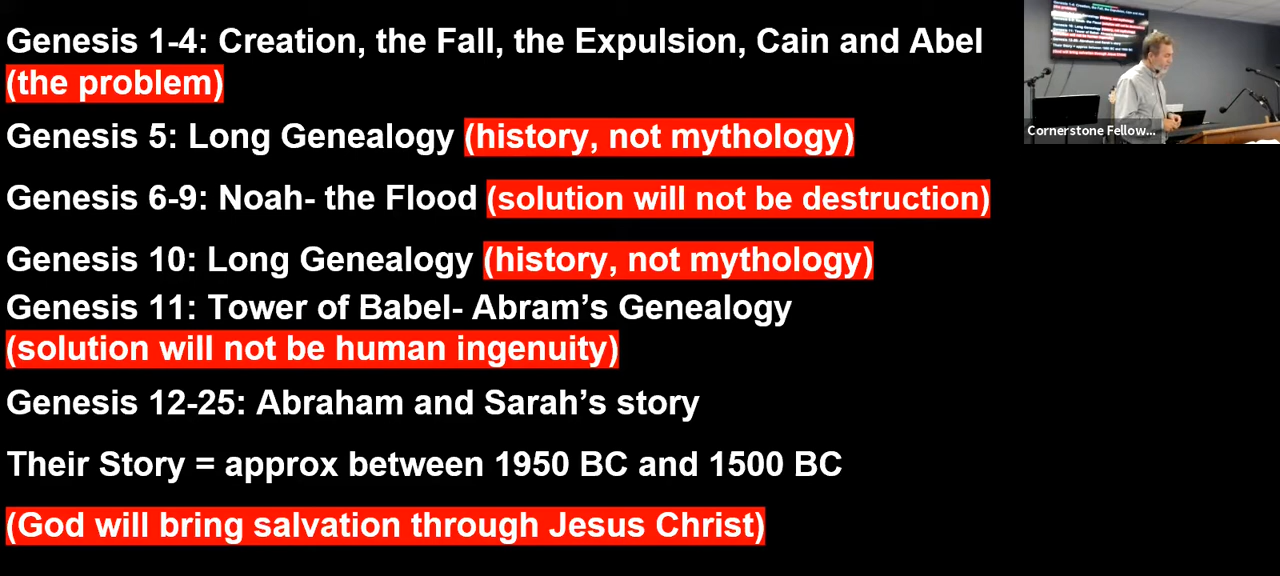 Genesis 1-4: Creation, the Fall, the Expulsion, Cain and Abel
(the problem)
Genesis 5: Long Genealogy (history, not mythology)
Genesis 6-9: Noah- the Flood (solution will not be destruction)
Genesis 10: Long Genealogy (history, not mythology)
Genesis 11: Tower of Babel- Abram’s Genealogy
(solution will not be human ingenuity)
Genesis 12-25: Abraham and Sarah’s story
Their Story = approx between 1950 BC and 1500 BC
(God will bring salvation through Jesus Christ)
Cornerstone Fellow...